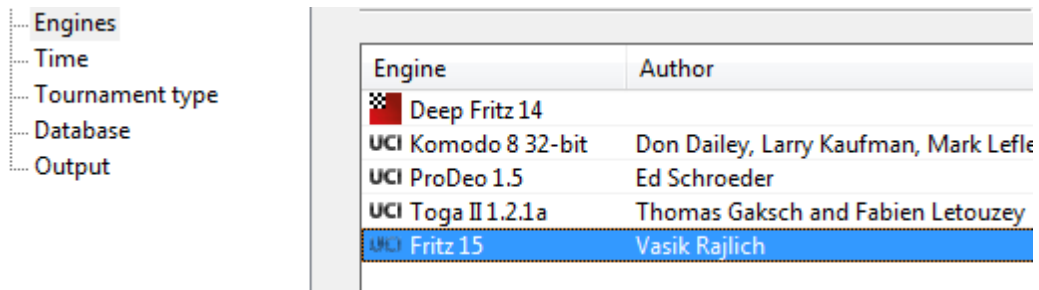 Engines
Time
Tournament type
Database
Output
Engine Author
Deep Fritz 14
UCI Komodo 8 32-bit Don Dailey, Larry Kaufman, Mark Lefle
UCI ProDeo 1.5 Ed Schroeder
UCI Toga II 1.2.1a Thomas Gaksch and Fabien Letouzey
UCI Fritz 15 Vasik Rajlich